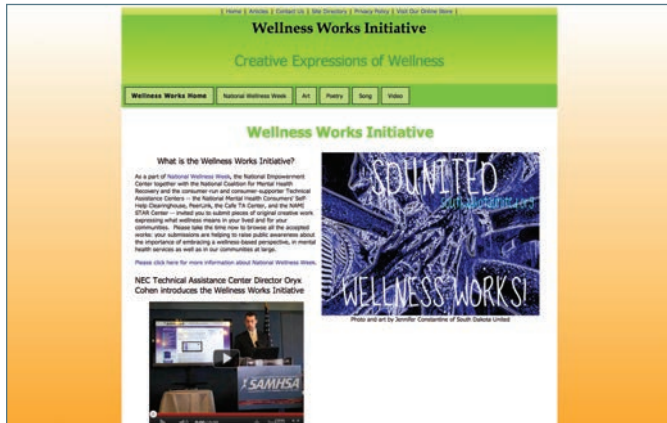 | Home | Articles | Contact Us | Site Directory | Privacy Policy | Visit Our Online Store |
Wellness Works Initiative
Creative Expressions of Wellness
Wellness Works Home
National Wellness Week
Art
Poetry
Song
Video
Wellness Works Initiative
What is the Wellness Works Initiative?
As a part of National Wellness Week, the National Empowerment
Center together with the National Coalition for Mental Health
Recovery and the consumer-run and consumer-supporter Technical
Assistance Centers -- the National Mental Health Consumers' Self-
Help Clearinghouse, PeerLink, the Cafe TA Center, and the NAMI
STAR Center -- invited you to submit pieces of original creative work
expressing what wellness means in your lived and for your
communities. Please take the time now to browse all the accepted
works: your submissions are helping to raise public awareness about
the importance of embracing a wellness-based perspective, in mental
health services as well as in our communities at large.
Please click here for more information about National Wellness Week.
NEC Technical Assistance Center Director Oryx
Cohen introduces the Wellness Works Initiative
SAMHSA
SDUNITED
WELLNESS WORKS!
Photo and art by Jennifer Constantine of South Dakota United